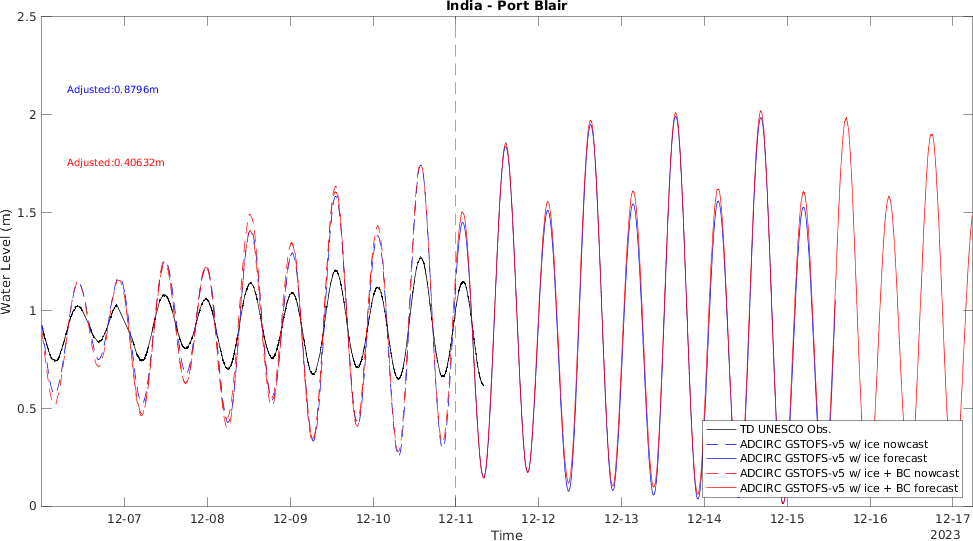 India - Port Blair
2.5
2
1.5
1
0.5
0
Water Level (m)
Adjusted:0.8796m
Adjusted:0.40632m
TD UNESCO Obs.
ADCIRC GSTOFS-v5 w/ ice nowcast
ADCIRC GSTOFS-v5 w/ ice forecast
ADCIRC GSTOFS-v5 w/ ice + BC nowcast
ADCIRC GSTOFS-v5 w/ ice + BC forecast
12-07 12-08 12-09 12-10 12-11 12-12 12-13 12-14 12-15 12-16 12-17
Time
2023